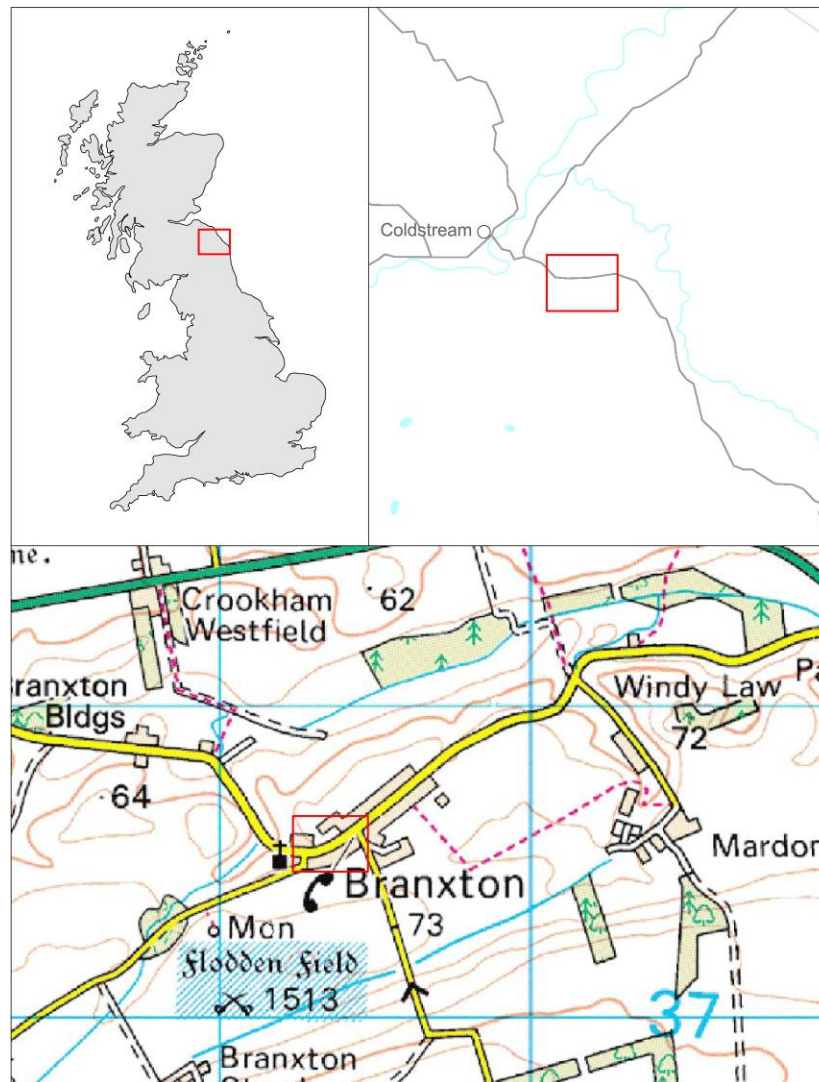 Coldstream
ne.
Crookham
Westfield
62
ranxton
Bldgs
Windy Law
Pa
72
64
Mardon
Branxton
Mon
73
Flodden Field
1513
37
Branxton